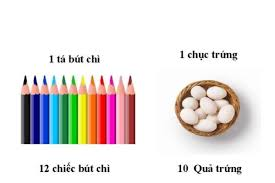 1 tá bút chì
1 chục trứng
12 chiếc bút chì
10 Quả trứng